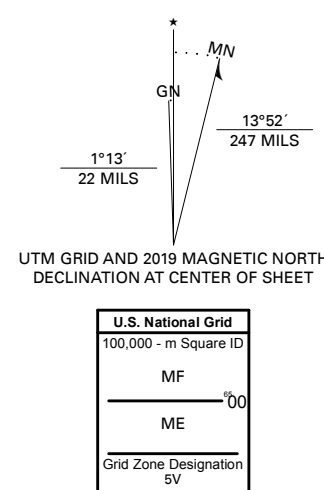 ★
MN
GN
13°52´
247 MILS
1°13´
22 MILS
UTM GRID AND 2019 MAGNETIC NORTH
DECLINATION AT CENTER OF SHEET
U.S. National Grid
100,000 - m Square ID
MF
⁶⁵00
ME
Grid Zone Designation
5V